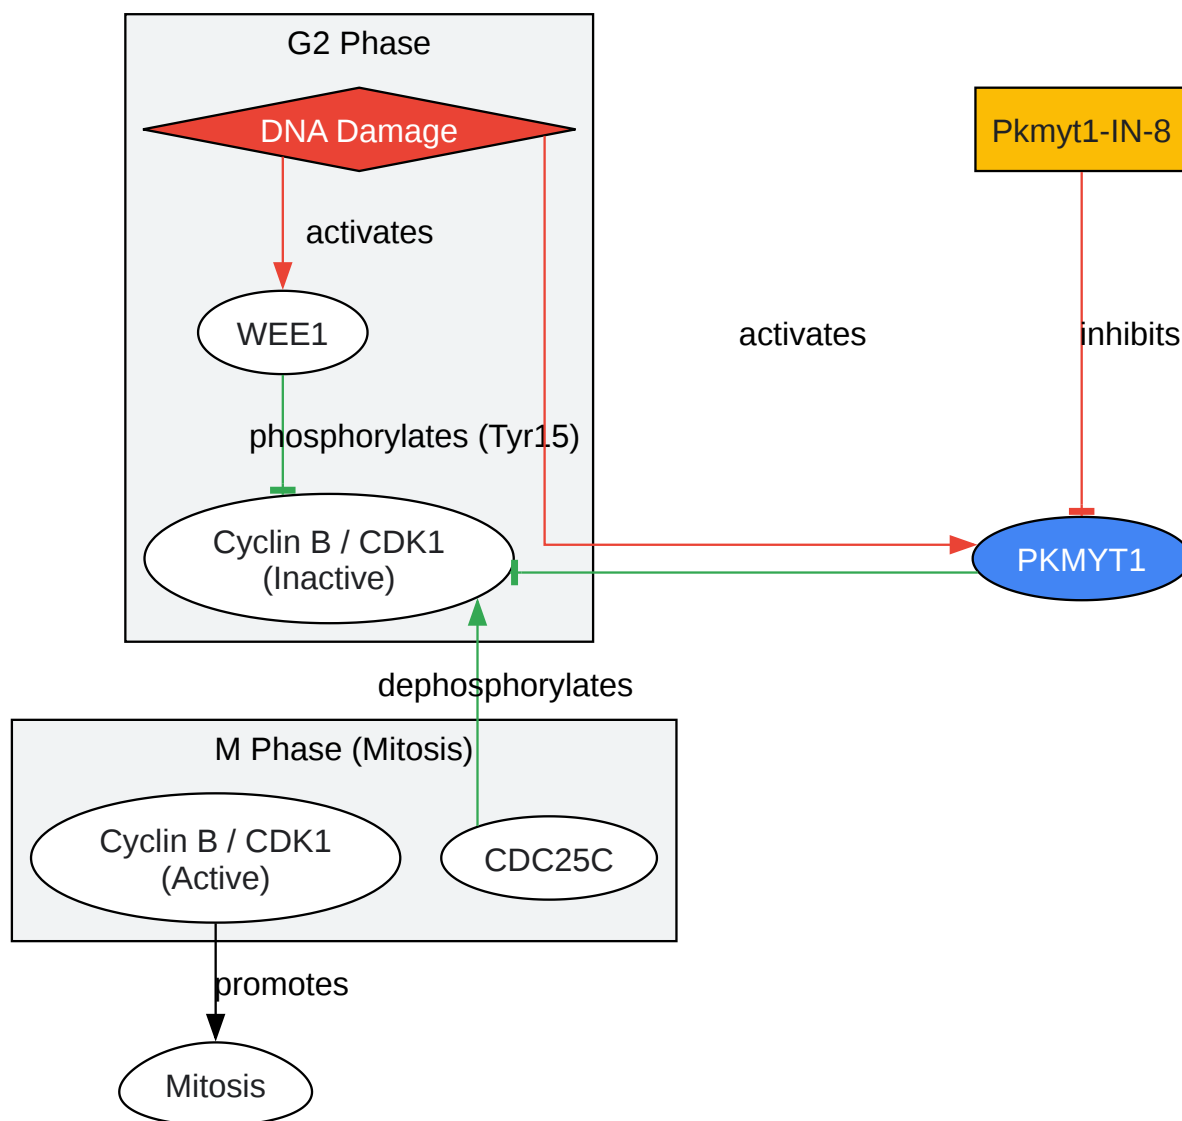 G2 Phase
DNA Damage
Pkmyt1-IN-8
activates
WEE1
activates
inhibits
phosphorylates (Tyr15)
Cyclin B / CDK1
(Inactive)
PKMYT1
dephosphorylates
M Phase (Mitosis)
Cyclin B / CDK1
(Active)
CDC25C
promotes
Mitosis